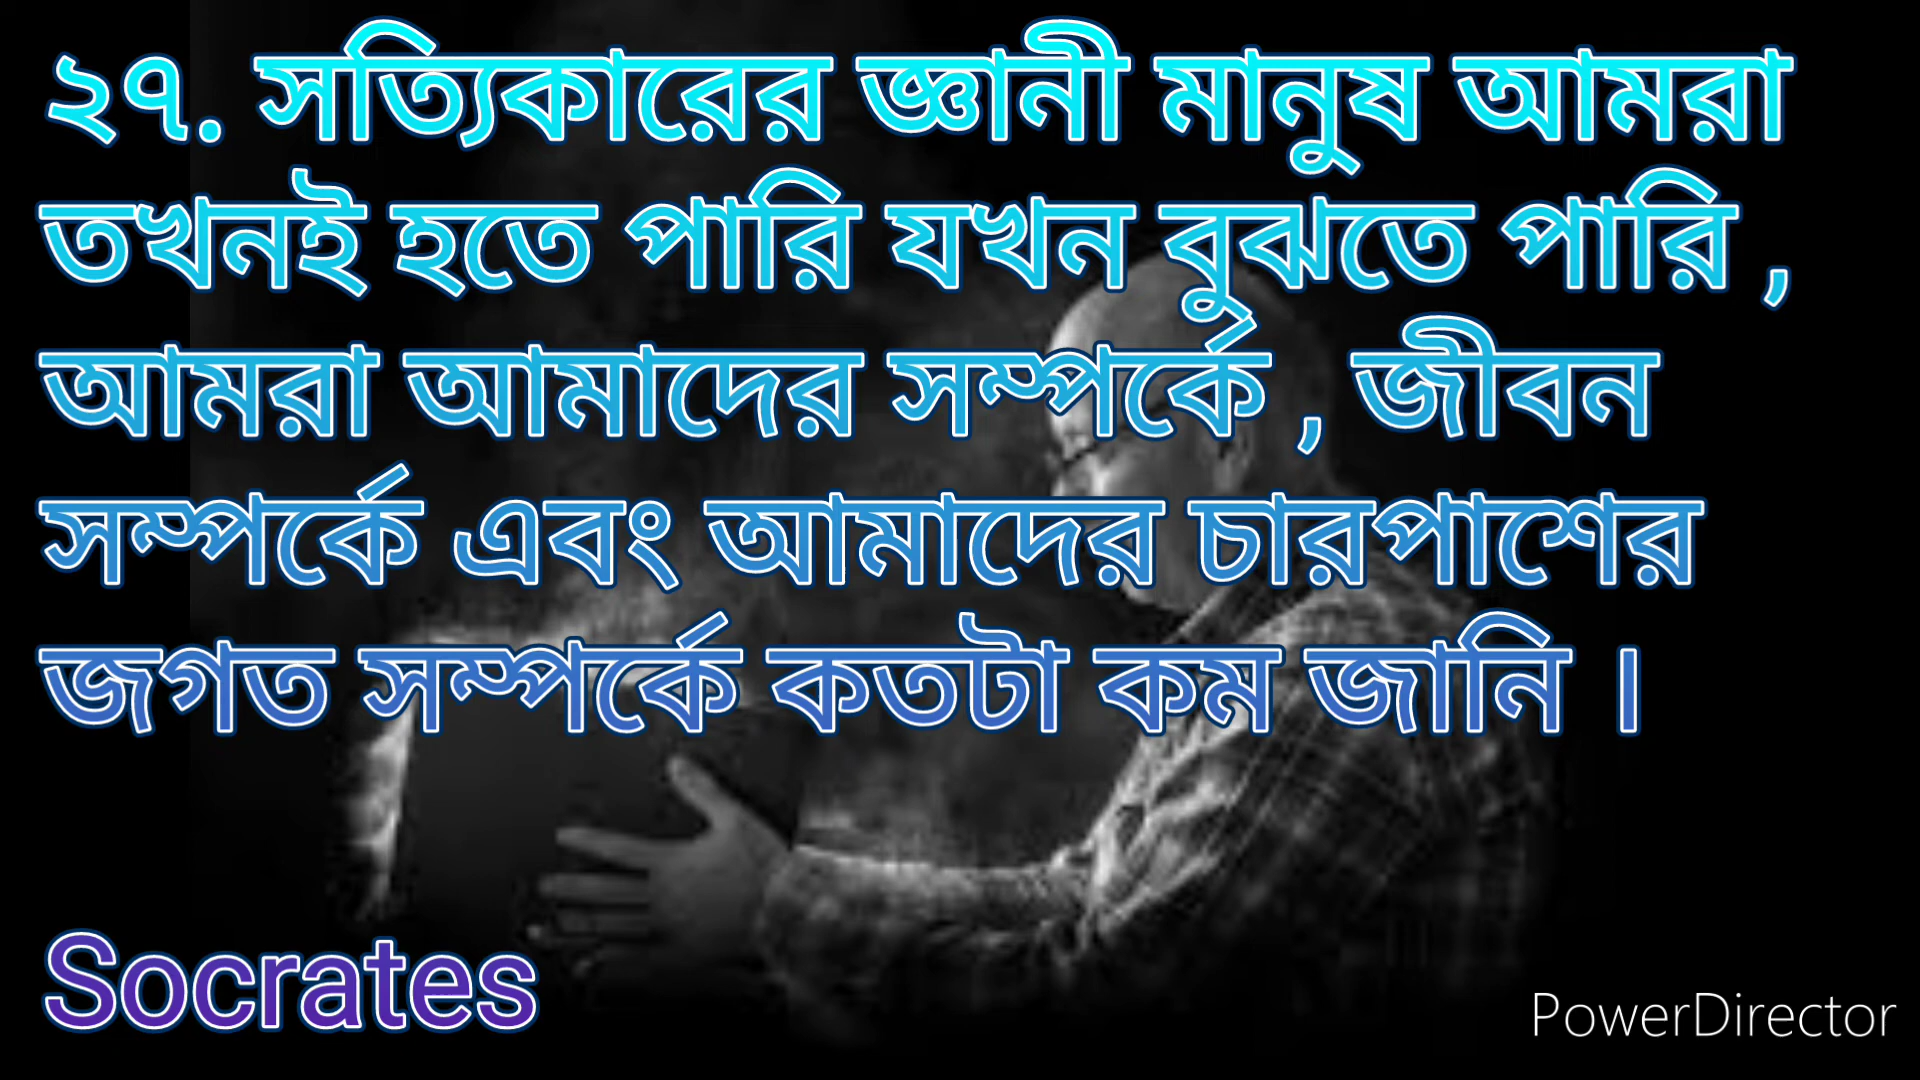 ২৭. সত্যিকারের জ্ঞানী মানুষ আমরা
তখনই হতে পারি যখন বুঝতে পারি ,
আমরা আমাদের সম্পর্কে , জীবন
সম্পর্কে এবং আমাদের চারপাশের
জগত সম্পর্কে কতটা কম জানি ।
Socrates
PowerDirector